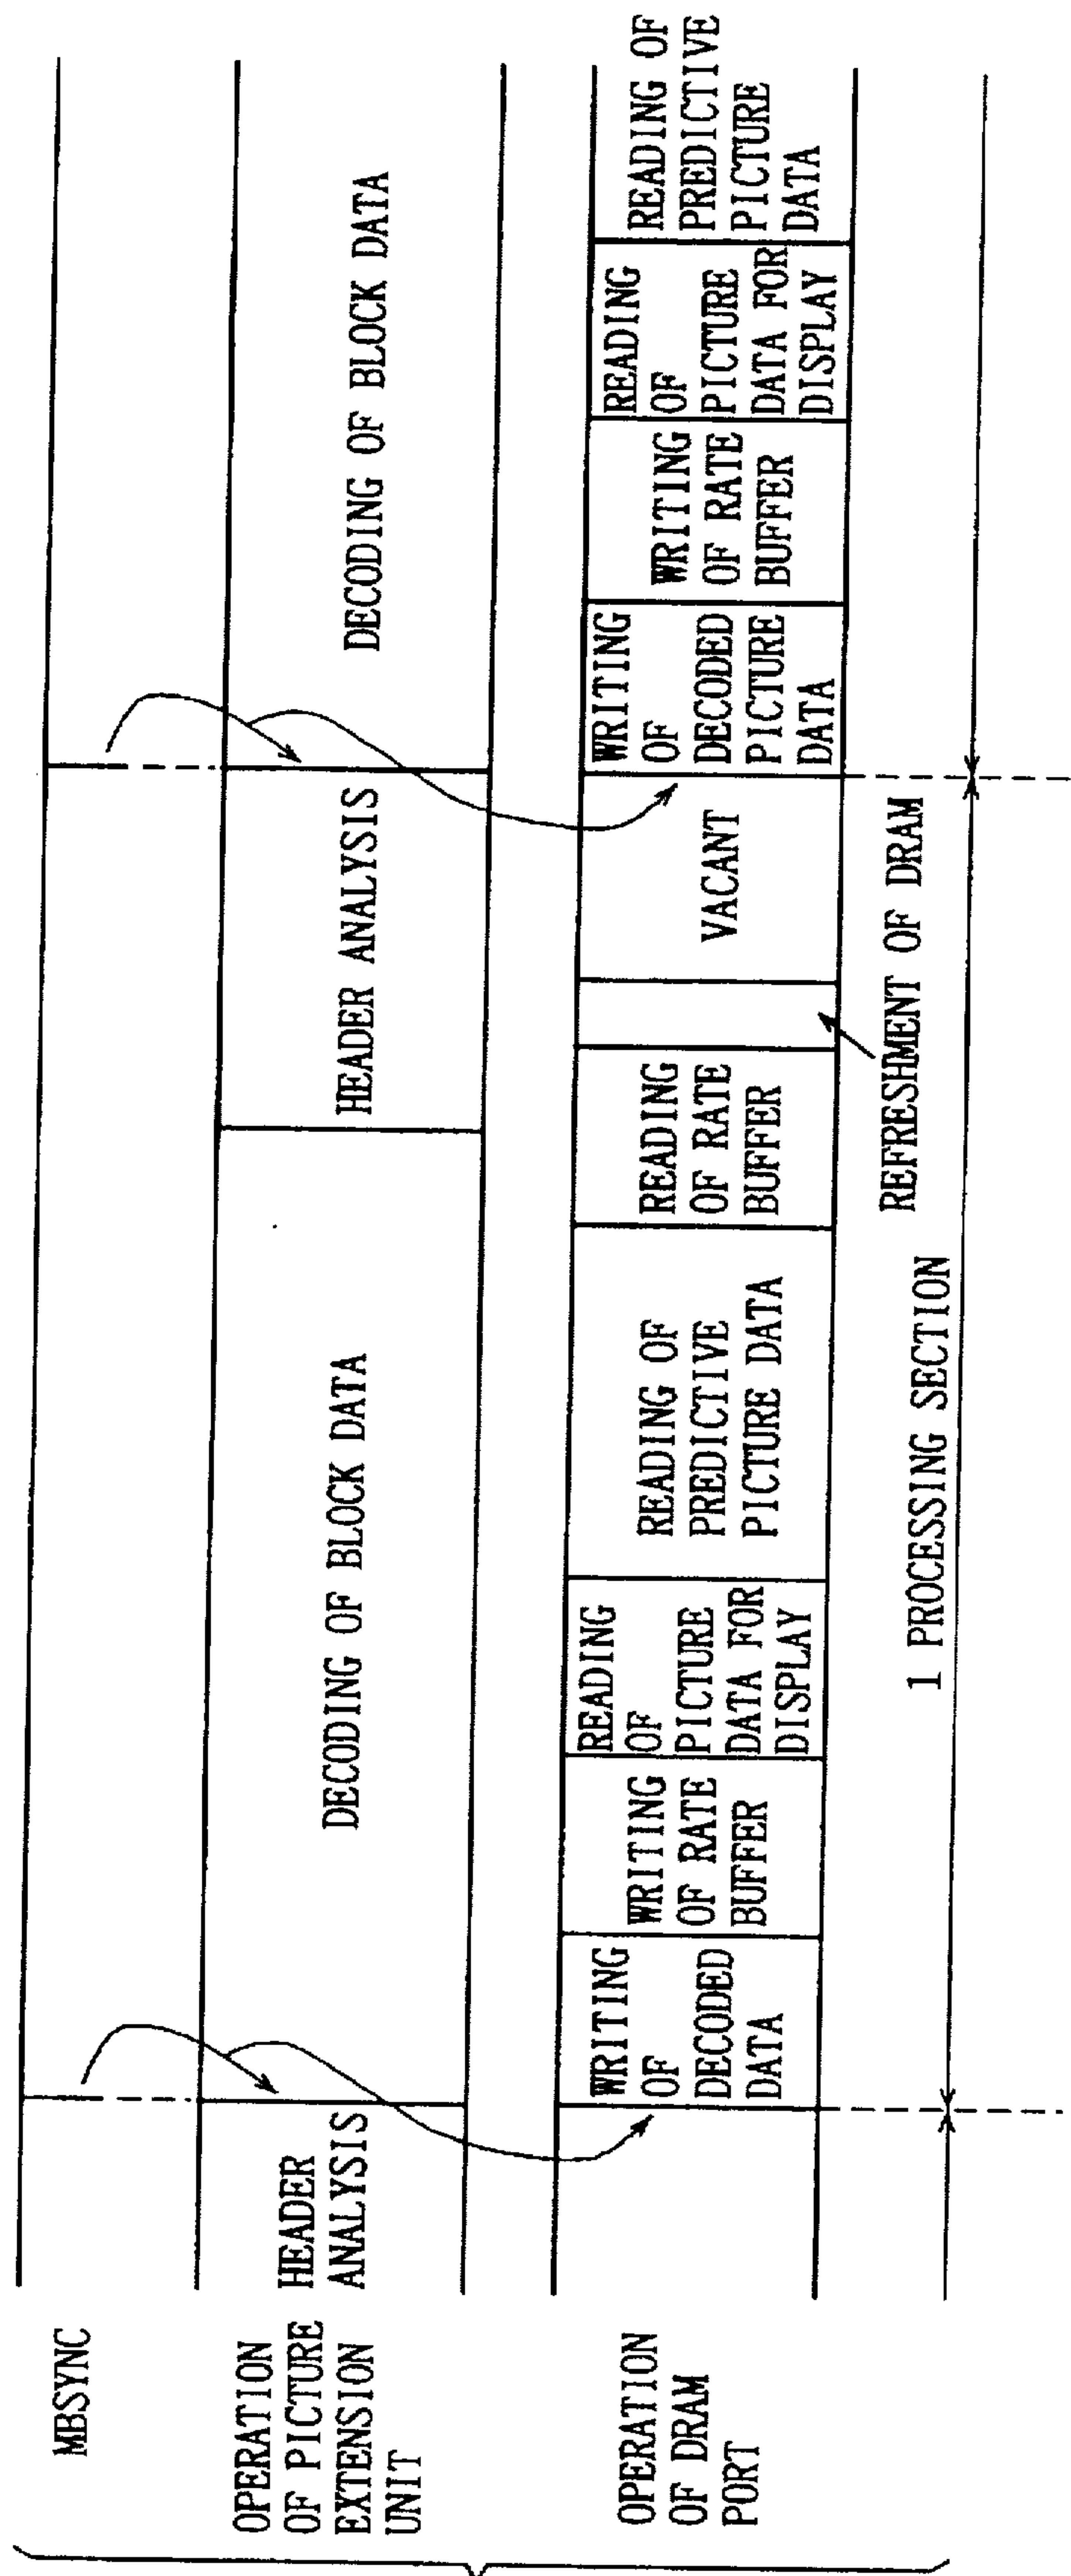 MBSYNC
OPERATION
OF PICTURE
EXTENSION
UNIT
HEADER
ANALYSIS
DECODING OF BLOCK DATA
HEADER ANALYSIS
DECODING OF BLOCK DATA
OPERATION
OF DRAM
PORT
WRITING
OF
DECODED
DATA
WRITING
OF RATE
BUFFER
READING
OF
PICTURE
DATA FOR
DISPLAY
READING OF
PREDICTIVE
PICTURE DATA
READING
OF RATE
BUFFER
VACANT
WRITING
OF
DECODED
PICTURE
DATA
WRITING
OF RATE
BUFFER
READING
OF
PICTURE
DATA FOR
DISPLAY
READING OF
PREDICTIVE
PICTURE
DATA
REFRESHMENT OF DRAM
1 PROCESSING SECTION